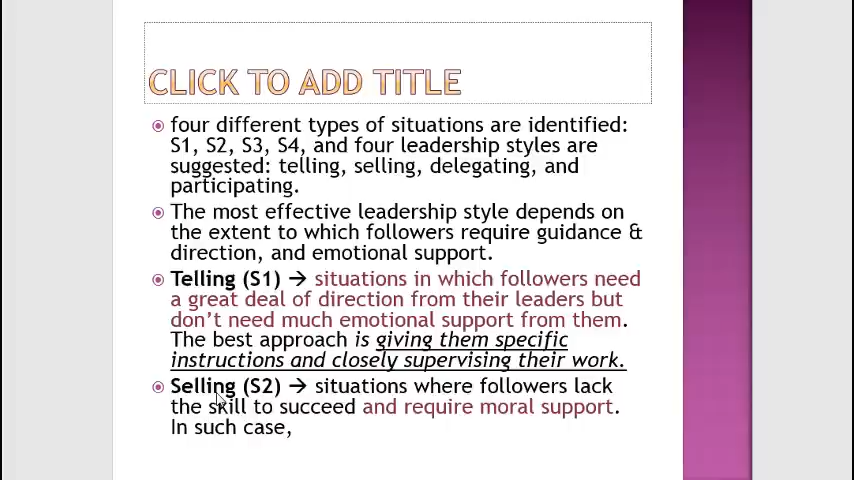 CLICK TO ADD TITLE
four different types of situations are identified:
S1, S2, S3, S4, and four leadership styles are
suggested: telling, selling, delegating, and
participating.
The most effective leadership style depends on
the extent to which followers require guidance &
direction, and emotional support.
Telling (S1) → situations in which followers need
a great deal of direction from their leaders but
don't need much emotional support from them.
The best approach is giving them specific
instructions and closely supervising their work.
Selling (S2) → situations where followers lack
the skill to succeed and require moral support.
In such case,